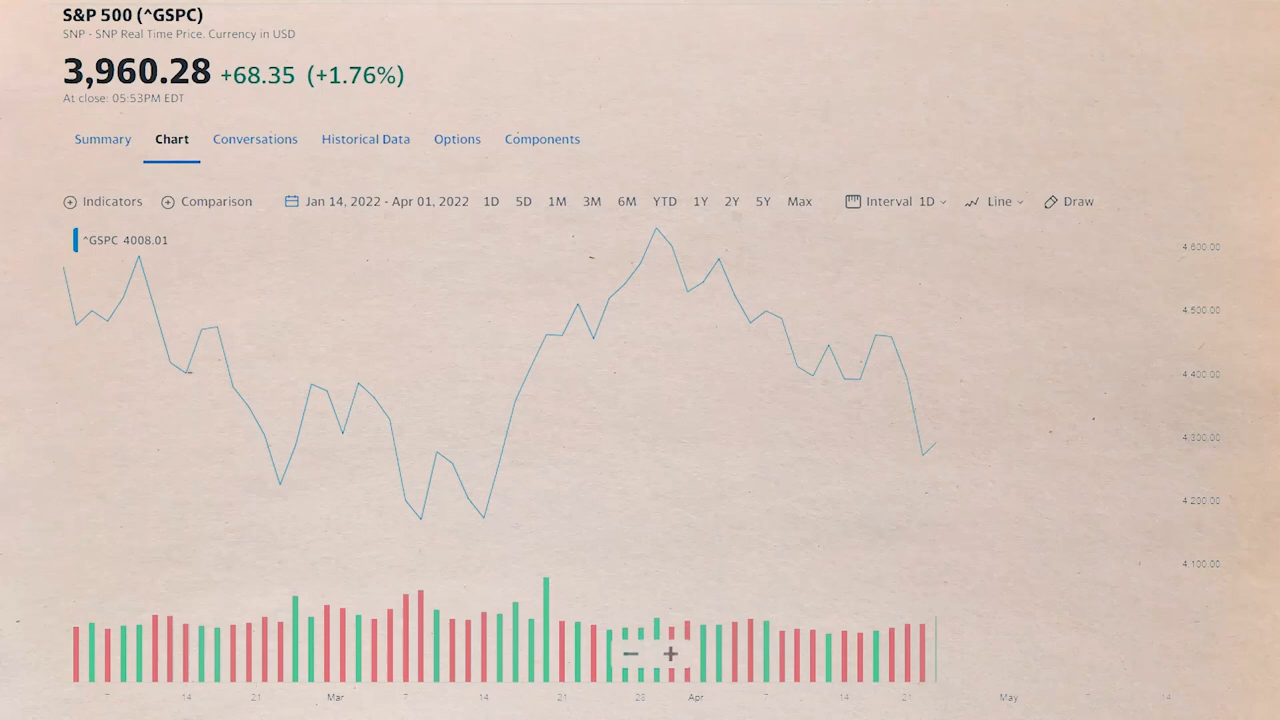 S&P 500 (^GSPC)
SNP - SNP Real Time Price. Currency in USD
3,960.28 +68.35 (+1.76%)
At close: 05:53PM EDT
Summary Chart Conversations Historical Data Options Components
Indicators Comparison Jan 14, 2022 - Apr 01, 2022 1D 5D 1M 3M 6M YTD 1Y 2Y 5Y Max Interval 1D Line Draw
^GSPC 4008.01
4,600.00
4,500.00
4,400.00
4,300.00
4,200.00
4,100.00
− +
7 14 21 Mar 7 14 21 28 Apr 7 14 21 May 7 14